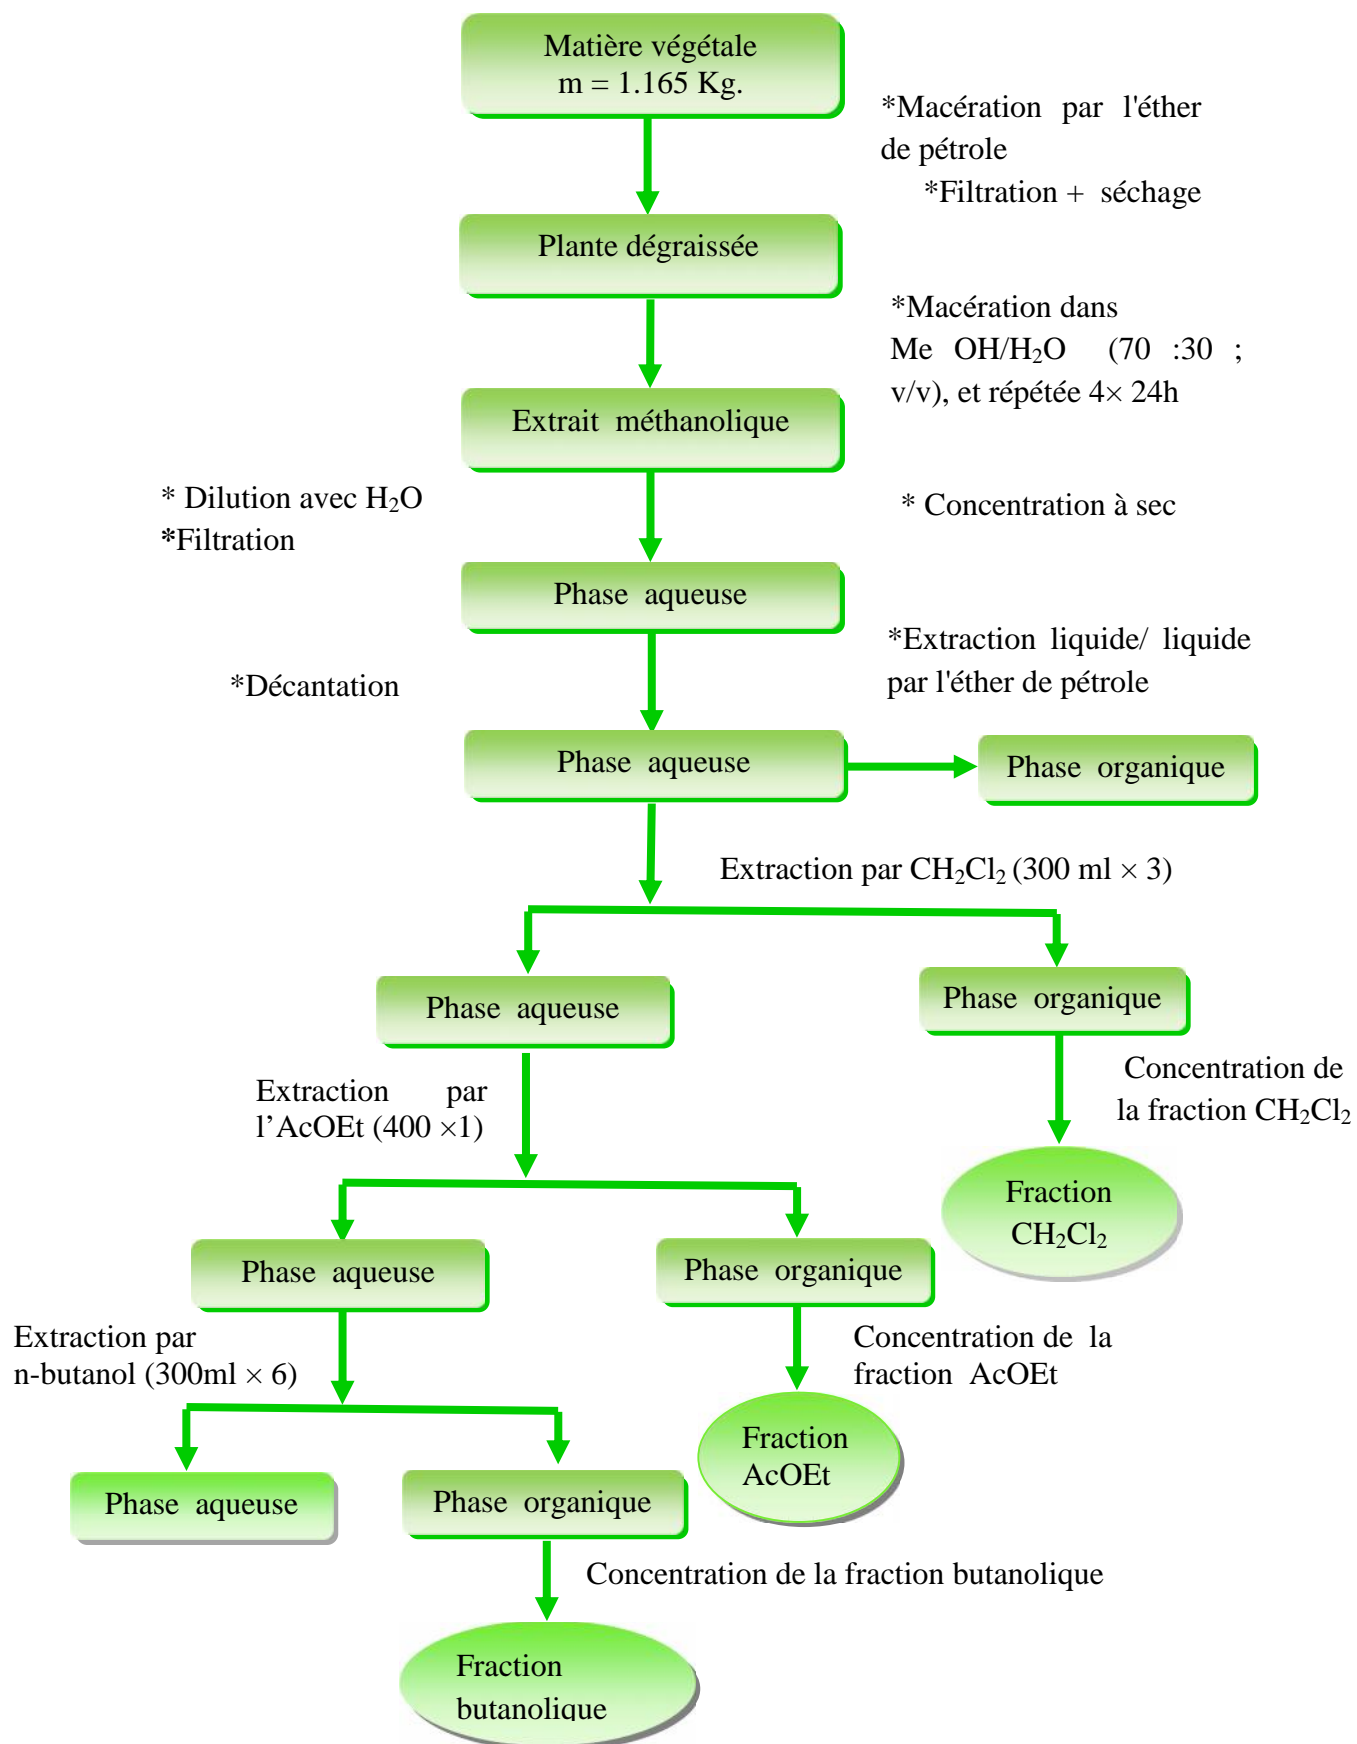 Matière végétale
m = 1.165 Kg.
*Macération par l'éther
de pétrole
*Filtration + séchage
Plante dégraissée
*Macération dans
Me OH/H₂O (70 :30 ;
v/v), et répétée 4× 24h
Extrait méthanolique
* Dilution avec H₂O
*Filtration
* Concentration à sec
Phase aqueuse
*Extraction liquide/ liquide
par l'éther de pétrole
*Décantation
Phase aqueuse
Phase organique
Extraction par CH₂Cl₂ (300 ml × 3)
Phase aqueuse
Phase organique
Extraction par
l’AcOEt (400 ×1)
Concentration de
la fraction CH₂Cl₂
Fraction
CH₂Cl₂
Phase aqueuse
Phase organique
Extraction par
n-butanol (300ml × 6)
Concentration de la
fraction AcOEt
Fraction
AcOEt
Phase aqueuse
Phase organique
Concentration de la fraction butanolique
Fraction
butanolique